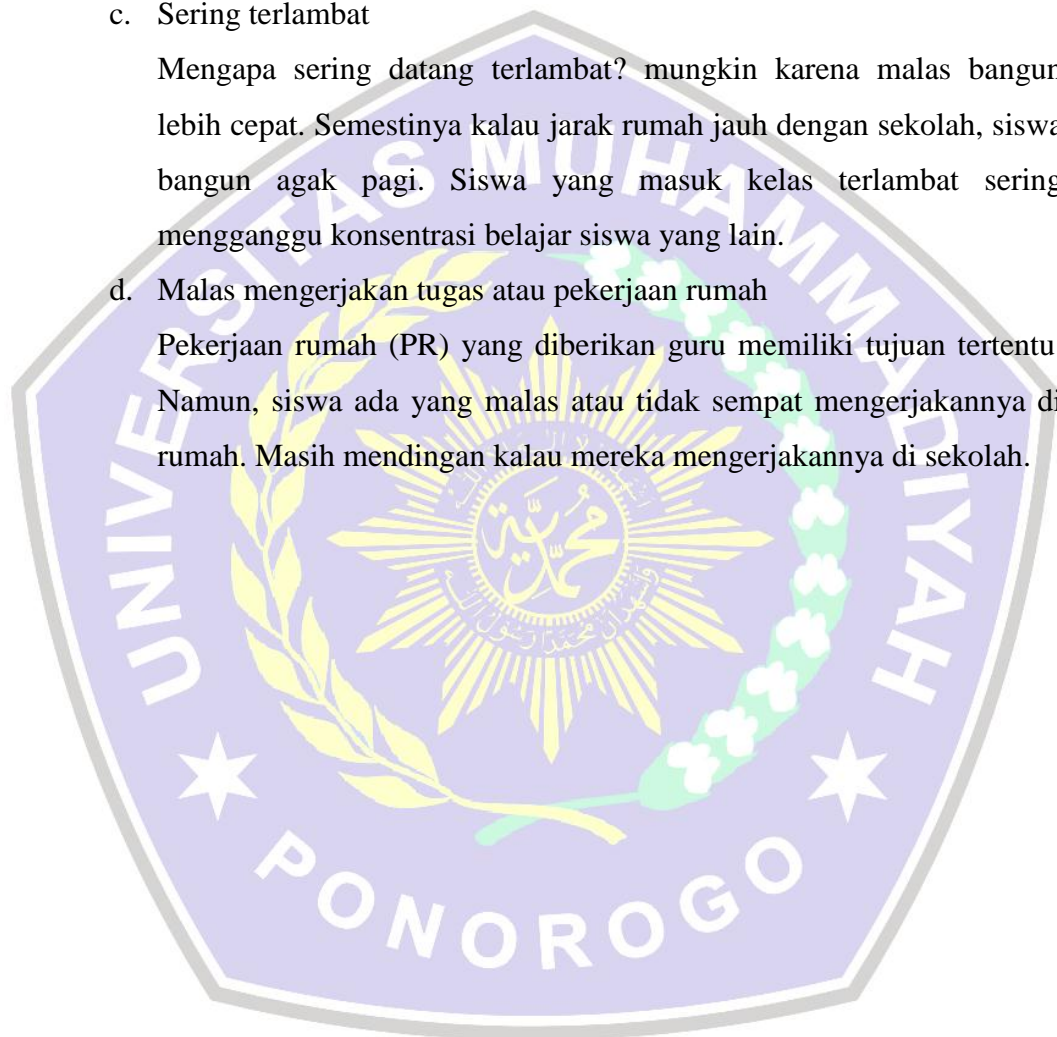 c. Sering terlambat
Mengapa sering datang terlambat? mungkin karena malas bangun
lebih cepat. Semestinya kalau jarak rumah jauh dengan sekolah, siswa
bangun agak pagi. Siswa yang masuk kelas terlambat sering
mengganggu konsentrasi belajar siswa yang lain.
d. Malas mengerjakan tugas atau pekerjaan rumah
Pekerjaan rumah (PR) yang diberikan guru memiliki tujuan tertentu.
Namun, siswa ada yang malas atau tidak sempat mengerjakannya di
rumah. Masih mendingan kalau mereka mengerjakannya di sekolah.
UNIVERSITAS MUHAMMADIYAH
PONOROGO
محمدية